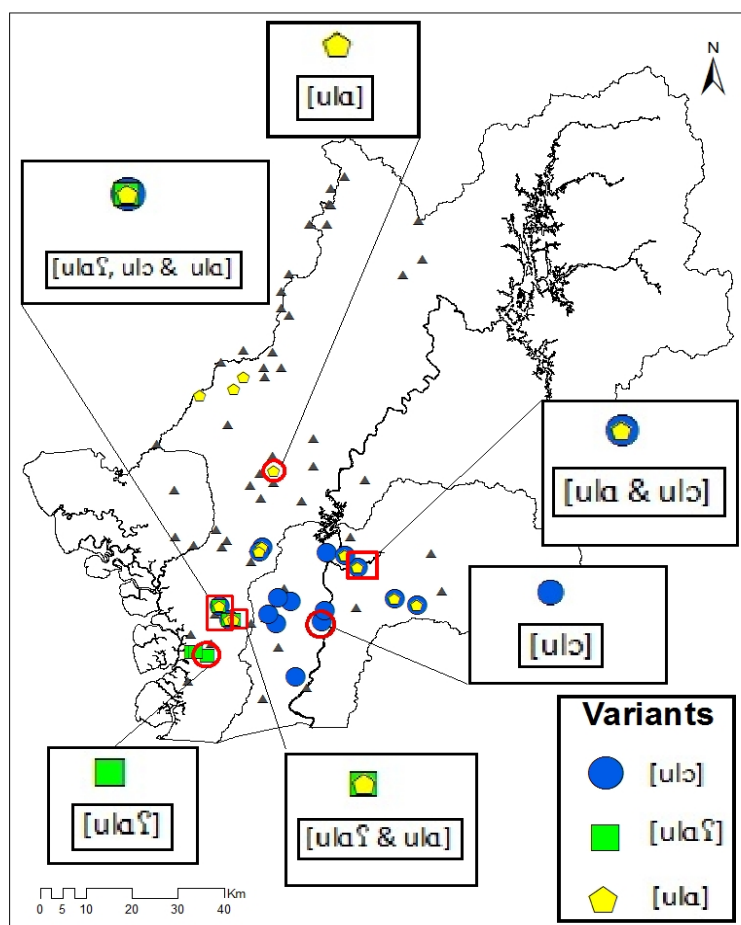 [ulɑ]
N
[ulɑʕ, ulɔ & ulɑ]
[ulɑ & ulɔ]
[ulɔ]
[ulɑʕ]
[ulɑʕ & ulɑ]
Variants
[ulɔ]
[ulɑʕ]
[ulɑ]
Km
0 5 10 20 30 40